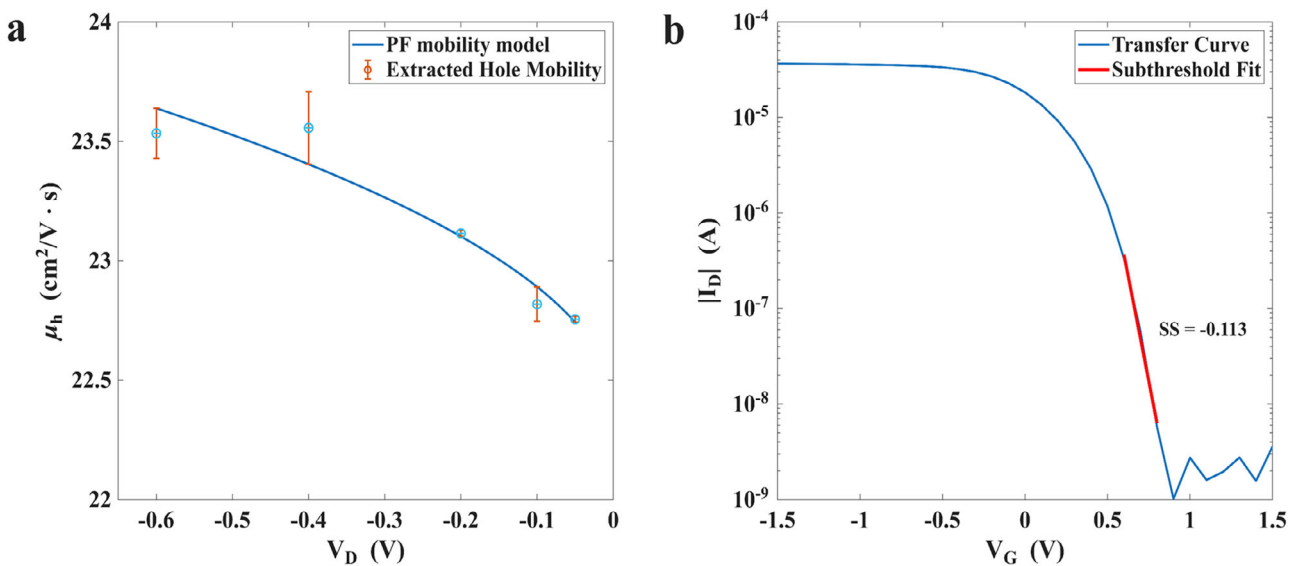 a
24
23.5
23
22.5
22
μh (cm²/V · s)
PF mobility model
Extracted Hole Mobility
-0.6 -0.5 -0.4 -0.3 -0.2 -0.1 0
VD (V)
b
10⁻⁴
10⁻⁵
10⁻⁶
10⁻⁷
10⁻⁸
10⁻⁹
|ID| (A)
Transfer Curve
Subthreshold Fit
SS = -0.113
-1.5 -1 -0.5 0 0.5 1 1.5
VG (V)